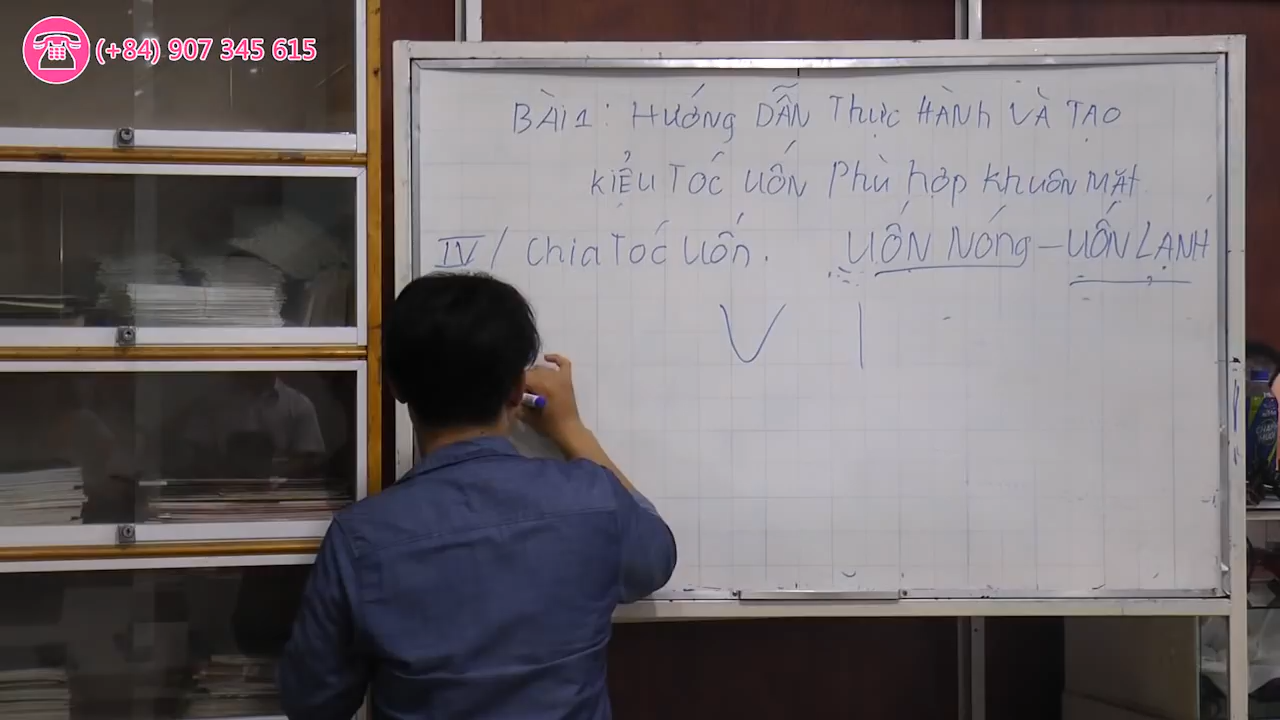 (+84) 907 345 615
BÀI 1: HƯỚNG DẪN THỰC HÀNH VÀ TẠO
KIỂU TÓC UỐN PHÙ HỢP KHUÔN MẶT
IV/ Chia TÓC UỐN. UỐN NÓNG - UỐN LẠNH
V I